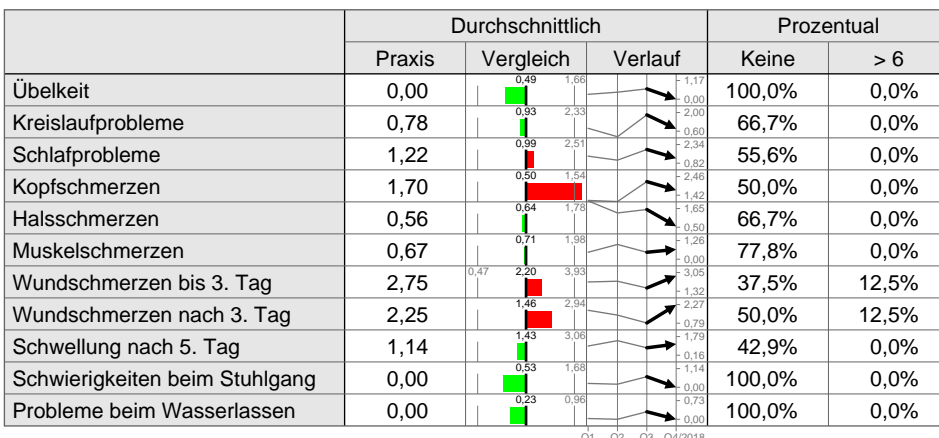 Durchschnittlich Prozentual
Praxis Vergleich Verlauf Keine > 6
Übelkeit 0,00 0,49 1,66 1,17 0,00 100,0% 0,0%
Kreislaufprobleme 0,78 0,93 2,33 2,00 0,60 66,7% 0,0%
Schlafprobleme 1,22 0,99 2,51 2,34 0,82 55,6% 0,0%
Kopfschmerzen 1,70 0,50 1,54 2,46 1,42 50,0% 0,0%
Halsschmerzen 0,56 0,64 1,78 1,65 0,50 66,7% 0,0%
Muskelschmerzen 0,67 0,71 1,98 1,26 0,00 77,8% 0,0%
Wundschmerzen bis 3. Tag 2,75 0,47 2,20 3,93 3,05 1,32 37,5% 12,5%
Wundschmerzen nach 3. Tag 2,25 1,46 2,94 2,27 0,79 50,0% 12,5%
Schwellung nach 5. Tag 1,14 1,43 3,06 1,79 0,16 42,9% 0,0%
Schwierigkeiten beim Stuhlgang 0,00 0,53 1,68 1,14 0,00 100,0% 0,0%
Probleme beim Wasserlassen 0,00 0,23 0,96 0,73 0,00 100,0% 0,0%
Q1 Q2 Q3 Q4/2018